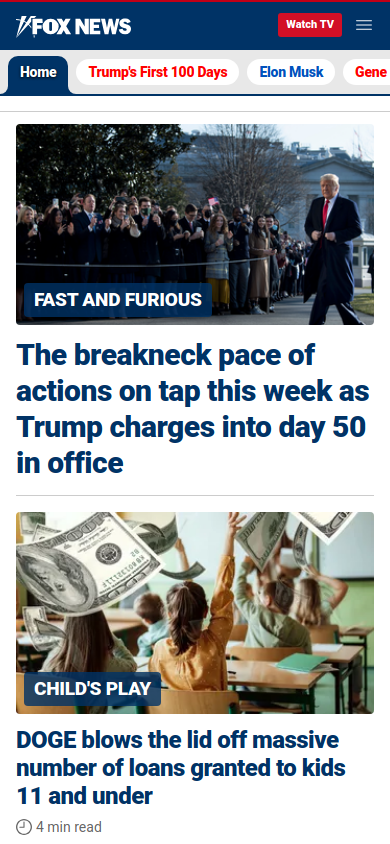 FOX NEWS
Watch TV
Home
Trump's First 100 Days
Elon Musk
Gene
FAST AND FURIOUS
The breakneck pace of
actions on tap this week as
Trump charges into day 50
in office
100
CHILD'S PLAY
DOGE blows the lid off massive
number of loans granted to kids
11 and under
4 min read